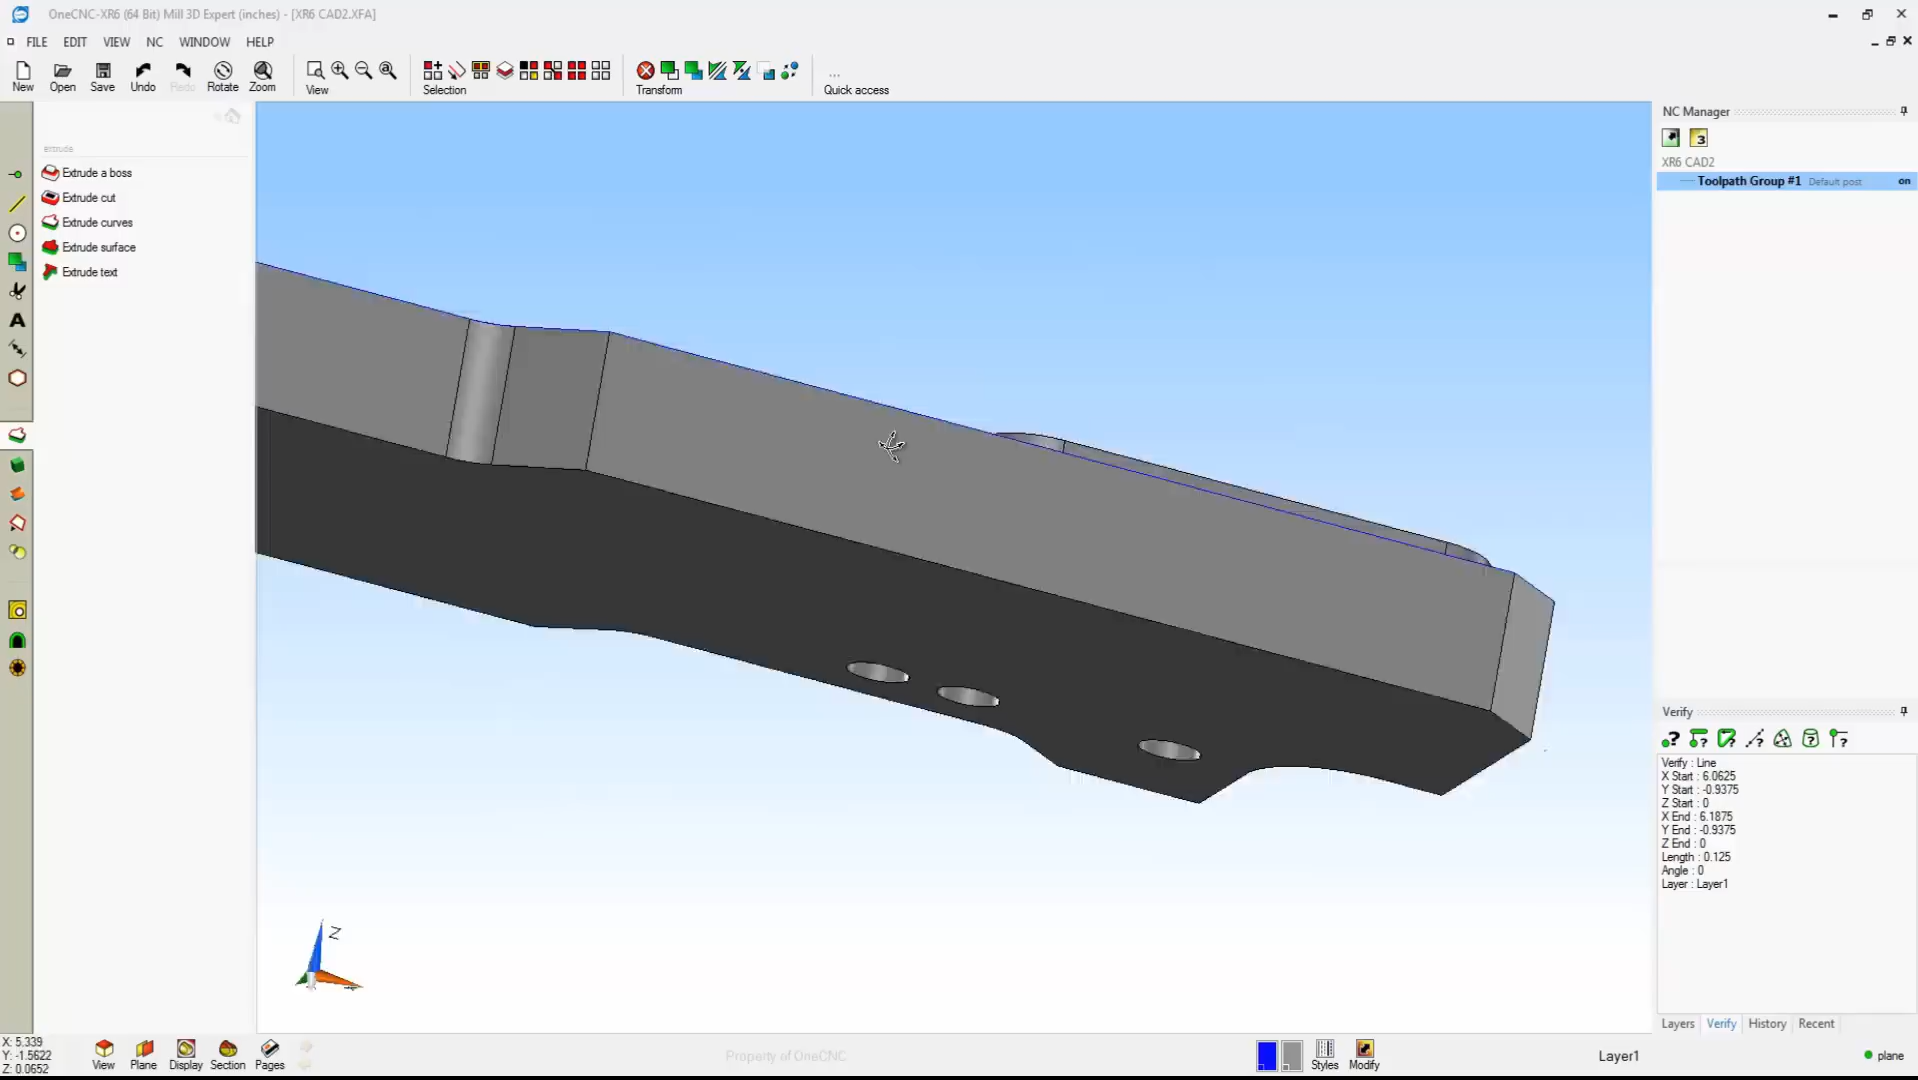 OneCNC-XR6 (64 Bit) Mill 3D Expert (inches) - [XR6 CAD2.XFA]
FILE EDIT VIEW NC WINDOW HELP
New Open Save Undo Redo Rotate Zoom View Selection Transform ... Quick access
extrude
Extrude a boss
Extrude cut
Extrude curves
Extrude surface
Extrude text
A
NC Manager
3
XR6 CAD2
Toolpath Group #1 Default post on
Verify
Verify : Line
X Start : 6.0625
Y Start : -0.9375
Z Start : 0
X End : 6.1875
Y End : -0.9375
Z End : 0
Length : 0.125
Angle : 0
Layer : Layer1
Layers Verify History Recent
Z
X: 5.339
Y: -1.5622
Z: 0.0652
View Plane Display Section Pages
Property of OneCNC
Styles Modify
Layer1
plane